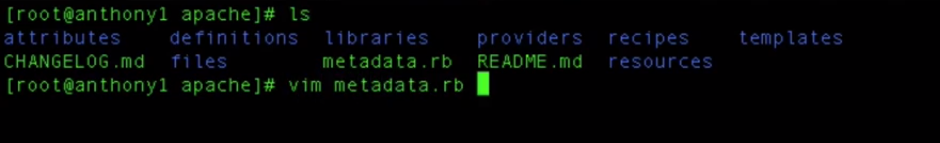 [root@anthony1 apache]# ls
attributes definitions libraries providers recipes templates
CHANGELOG.md files metadata.rb README.md resources
[root@anthony1 apache]# vim metadata.rb